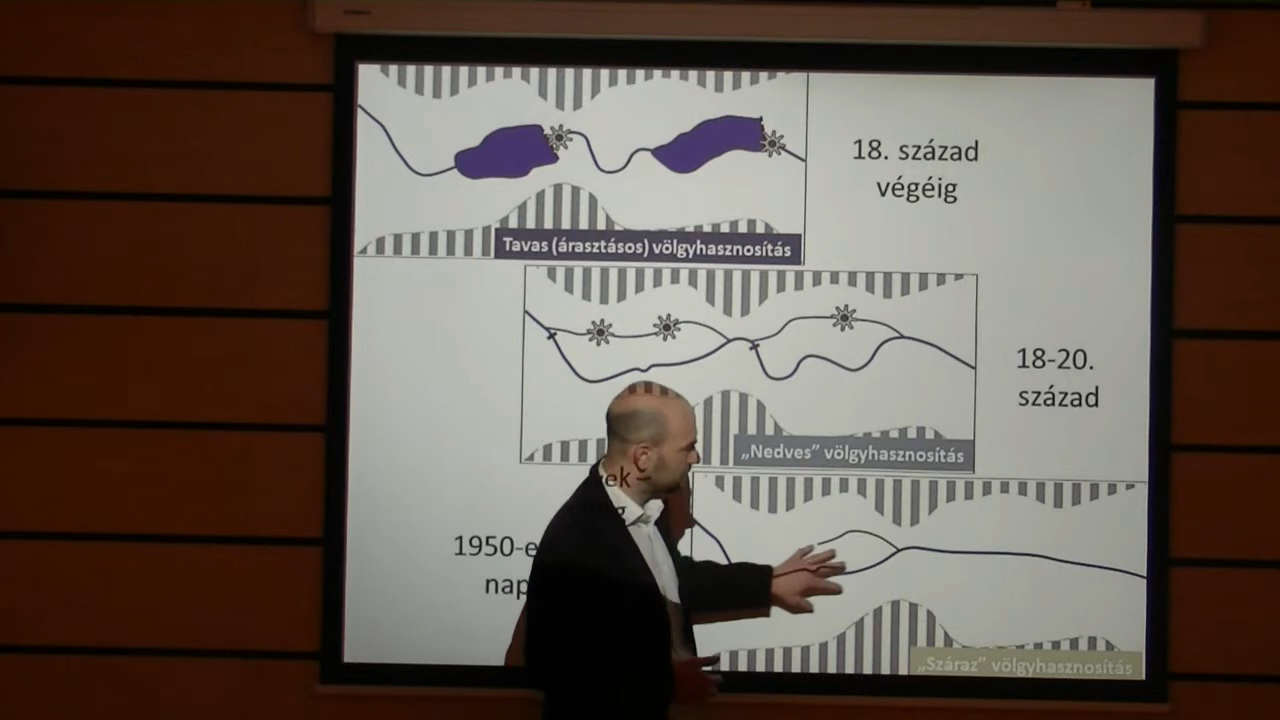 18. század
végéig
Tavas (árasztásos) völgyhasznosítás
18-20.
század
„Nedves” völgyhasznosítás
1950-e
nap
„Száraz” völgyhasznosítás